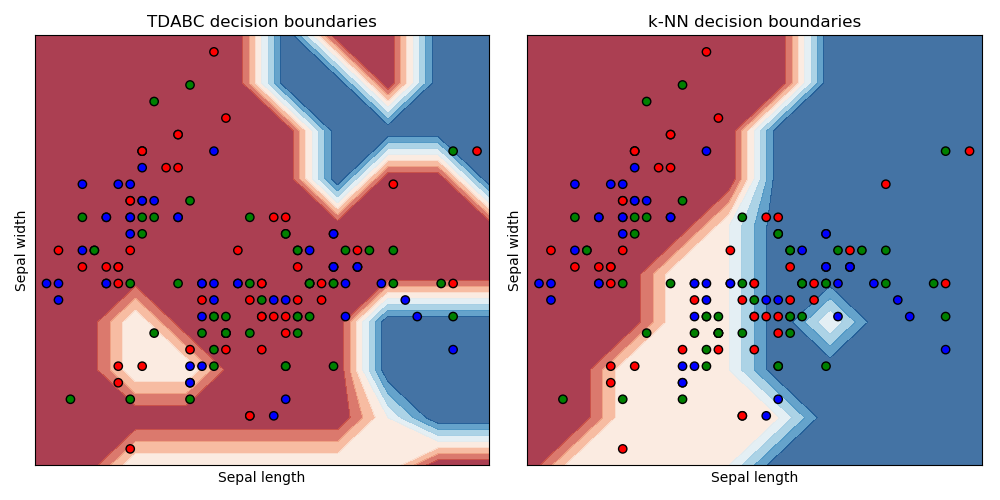 TDABC decision boundaries
k-NN decision boundaries
Sepal width
Sepal width
Sepal length
Sepal length